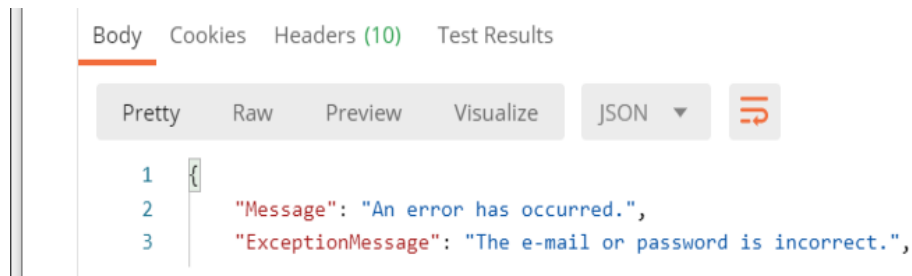 Body Cookies Headers (10) Test Results
Pretty Raw Preview Visualize JSON
1 {
2 "Message": "An error has occurred.",
3 "ExceptionMessage": "The e-mail or password is incorrect.",